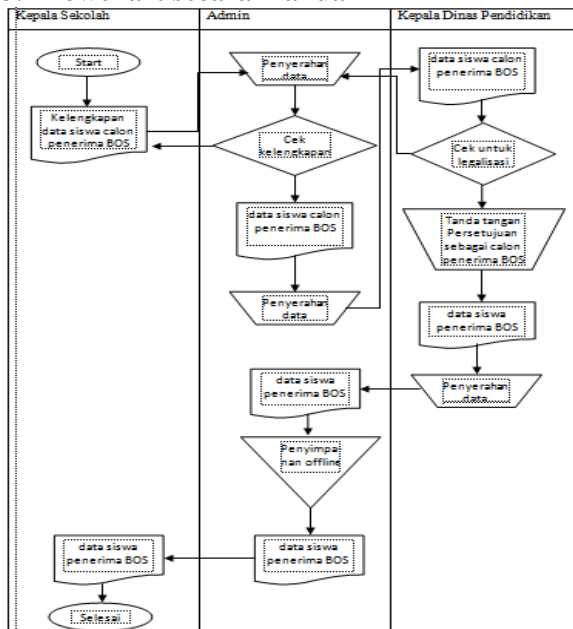 Kepala Sekolah
Admin
Kepala Dinas Pendidikan
Start
Kelengkapan
data siswa calon
penerima BOS
Penyerahan
data
Cek
kelengkapan
data siswa calon
penerima BOS
Penyerahan
data
data siswa calon
penerima BOS
Cek untuk
legalisasi
Tanda tangan
Persetujuan
sebagai calon
penerima BOS
data siswa
penerima BOS
Penyerahan
data
data siswa
penerima BOS
Penyimpa
nan offline
data siswa
penerima BOS
data siswa
penerima BOS
Selesai